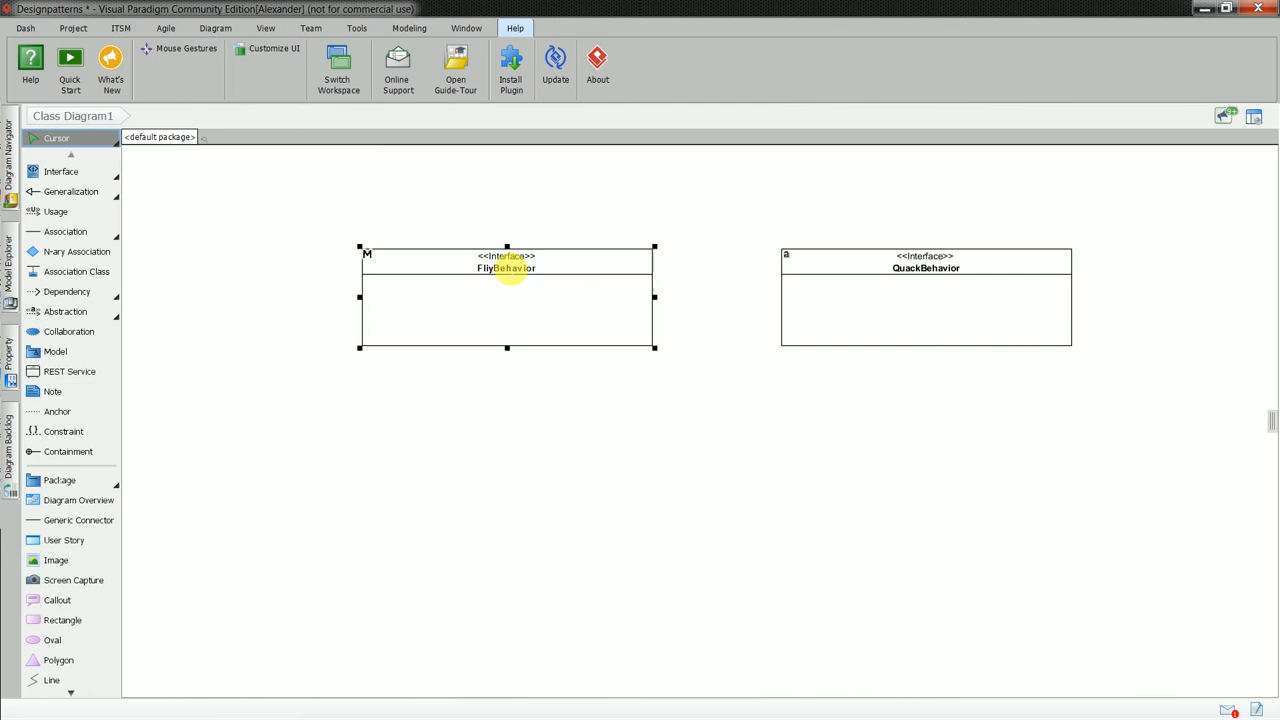 Designpatterns * - Visual Paradigm Community Edition[Alexander] (not for commercial use)
Dash Project ITSM Agile Diagram View Team Tools Modeling Window Help
Help
Quick Start
What's New
Mouse Gestures
Customize UI
Switch Workspace
Online Support
Open Guide-Tour
Install Plugin
Update
About
Class Diagram1
9+
Cursor
<default package>
Diagram Navigator
Model Explorer
Property
Diagram Backlog
Interface
Generalization
Usage
Association
N-ary Association
Association Class
Dependency
Abstraction
Collaboration
Model
REST Service
Note
Anchor
Constraint
Containment
Package
Diagram Overview
Generic Connector
User Story
Image
Screen Capture
Callout
Rectangle
Oval
Polygon
Line
M
<<Interface>>
FliyBehavior
a
<<Interface>>
QuackBehavior
1